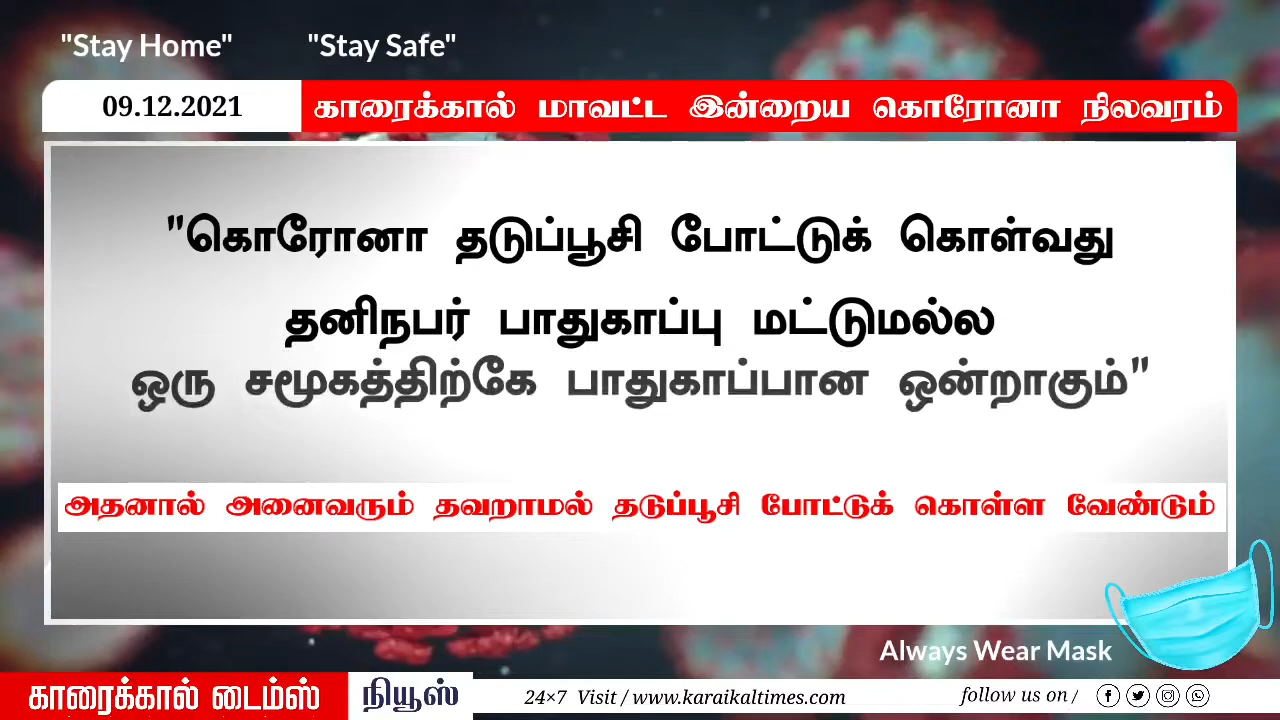 "Stay Home" "Stay Safe"
09.12.2021 காரைக்கால் மாவட்ட இன்றைய கொரோனா நிலவரம்
"கொரோனா தடுப்பூசி போட்டுக் கொள்வது
தனிநபர் பாதுகாப்பு மட்டுமல்ல
ஒரு சமூகத்திற்கே பாதுகாப்பான ஒன்றாகும்"
அதனால் அனைவரும் தவறாமல் தடுப்பூசி போட்டுக் கொள்ள வேண்டும்
Always Wear Mask
காரைக்கால் டைம்ஸ் நியூஸ் 24×7 Visit / www.karaikaltimes.com follow us on /